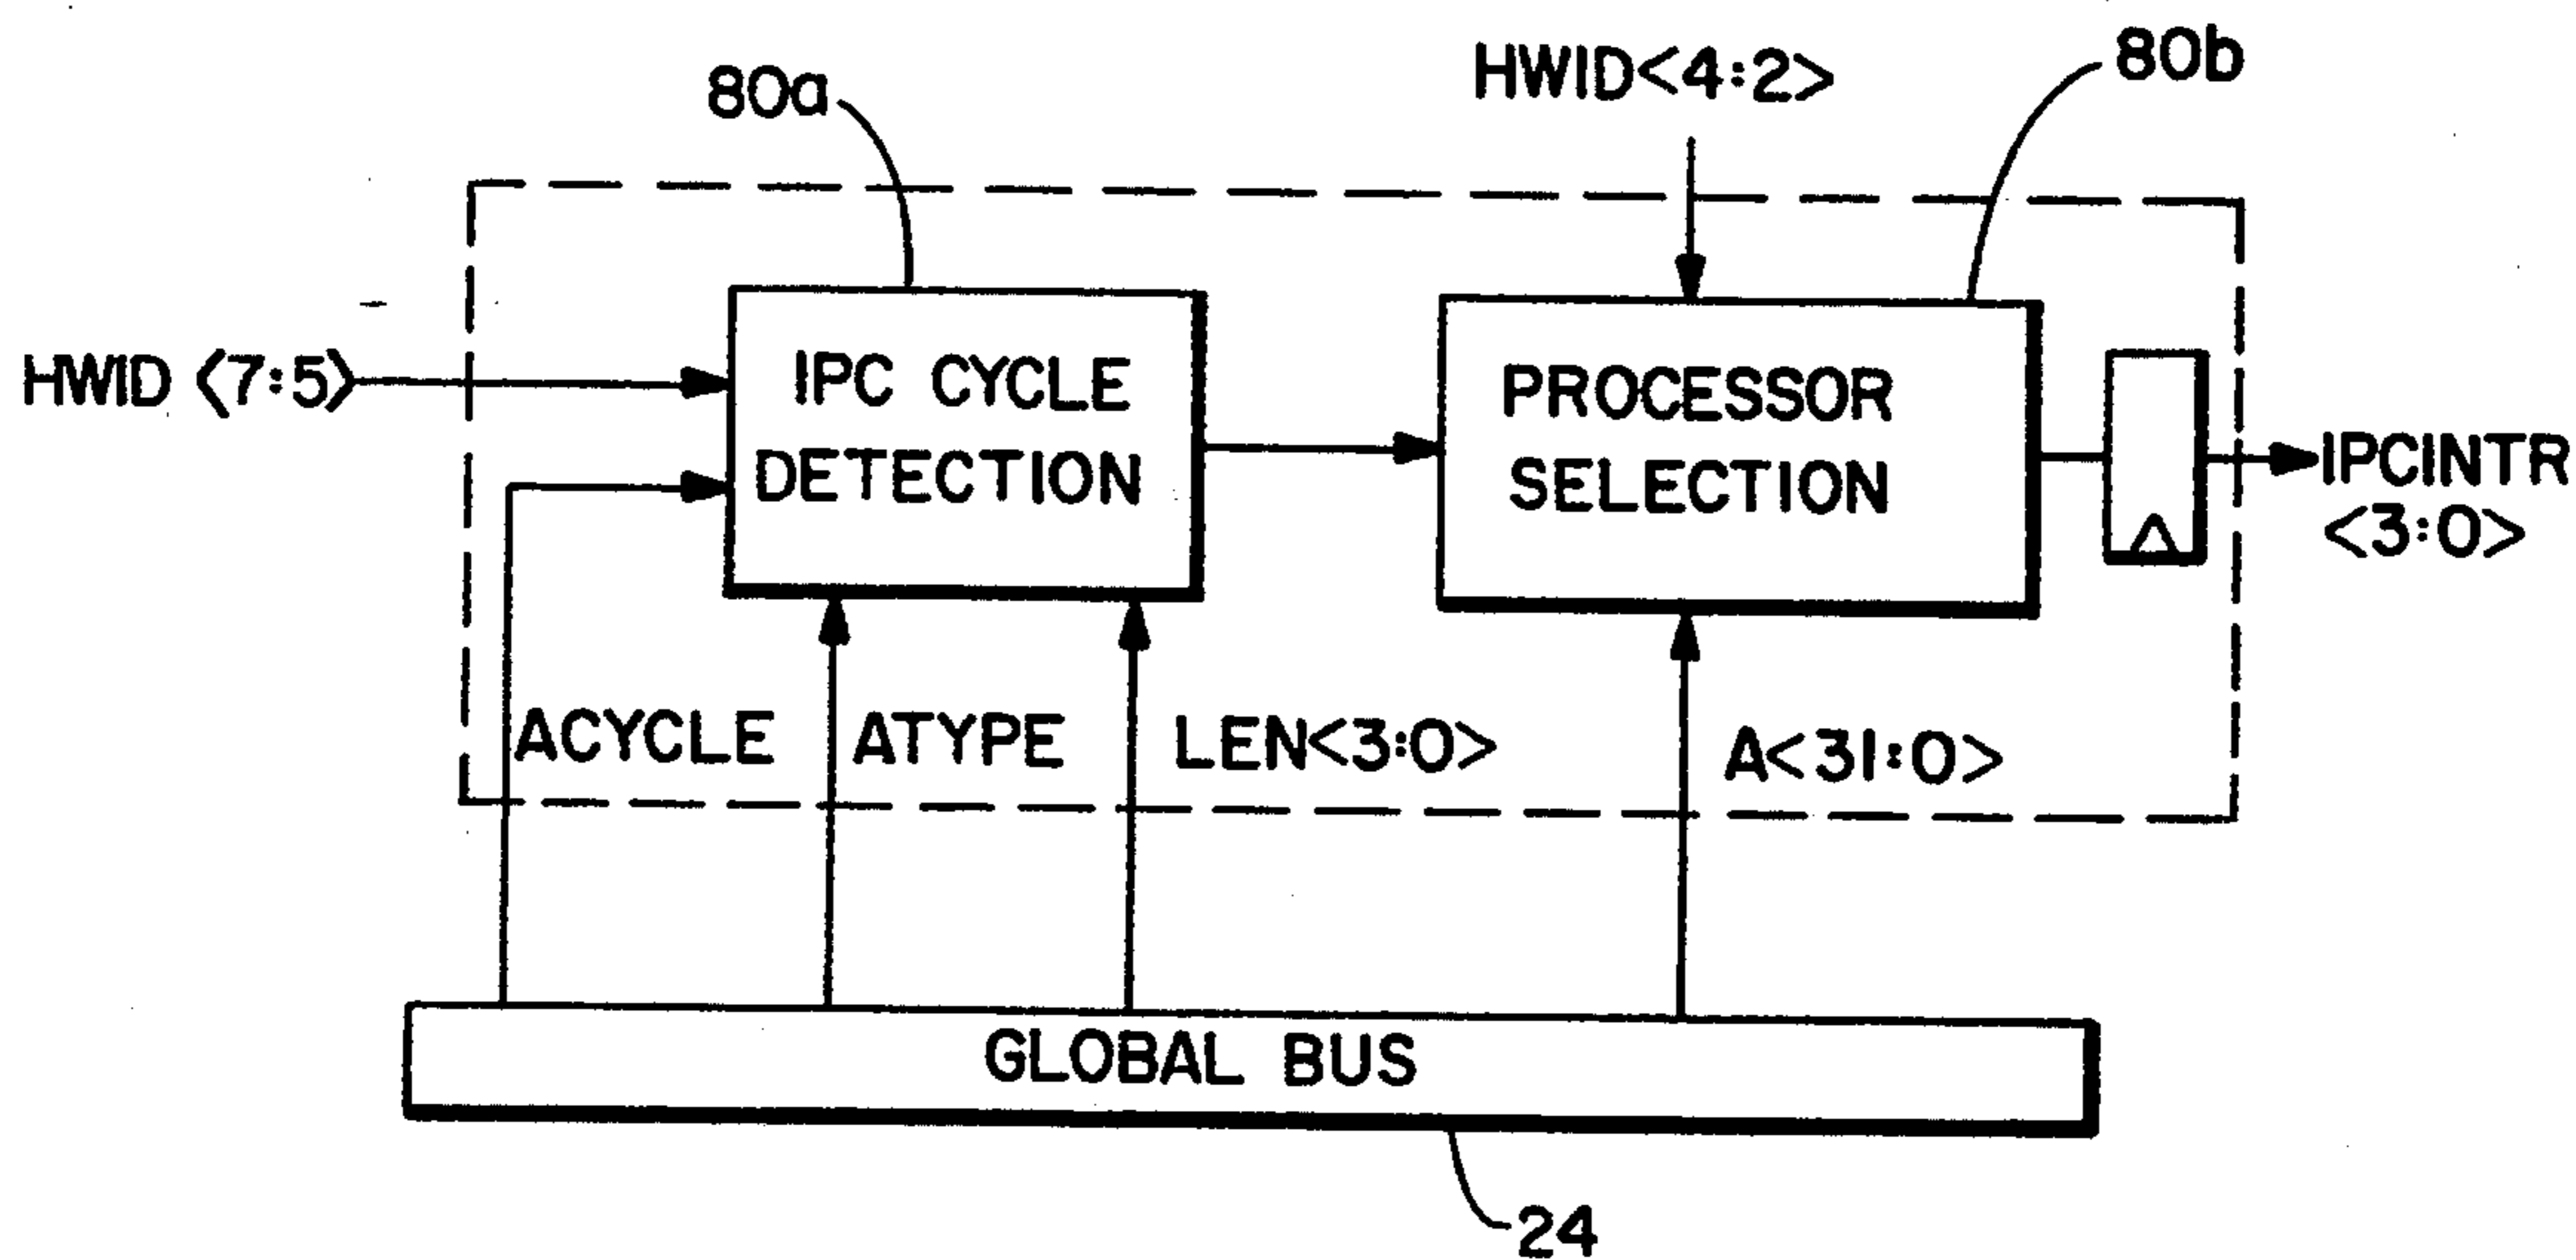 80a
HWID<4:2>
80b
HWID <7:5>
IPC CYCLE
DETECTION
PROCESSOR
SELECTION
IPCINTR
<3:0>
ACYCLE
ATYPE
LEN<3:0>
A<31:0>
GLOBAL BUS
24